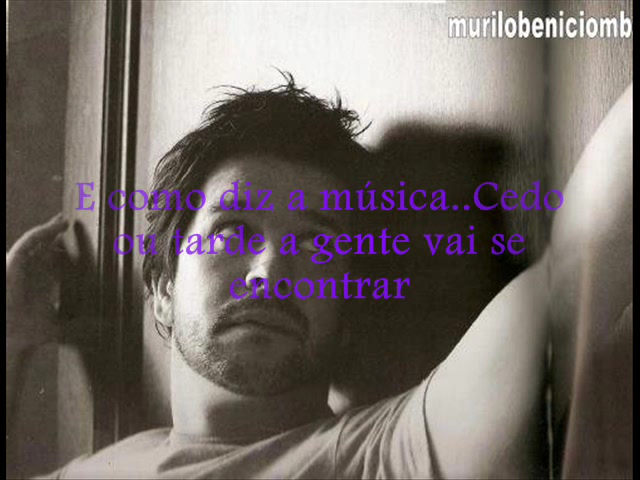 murilobeniciomb
E como diz a música..Cedo
ou tarde a gente vai se
encontrar